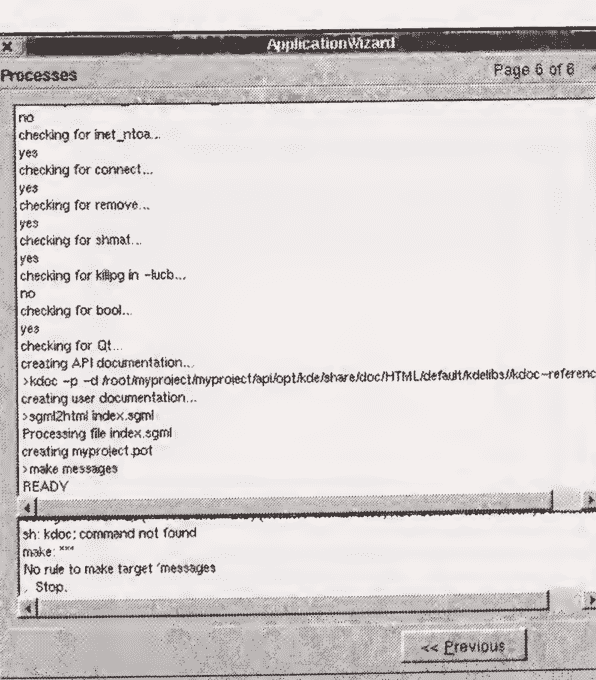 ApplicationWizard
Processes
Page 6 of 6
no
checking for inet_ntoa...
yes
checking for connect...
yes
checking for remove...
yes
checking for shmat...
yes
checking for killpg in -lucb...
no
checking for bool...
yes
checking for Qt...
creating API documentation...
>kdoc -p -d /root/myproject/myproject/api/opt/kde/share/doc/HTML/default/kdelibs//kdoc-referenc
creating user documentation...
>sgml2html index.sgml
Processing file index.sgml
creating myproject.pot
>make messages
READY
sh: kdoc: command not found
make: ***
No rule to make target 'messages
. Stop.
<< Previous